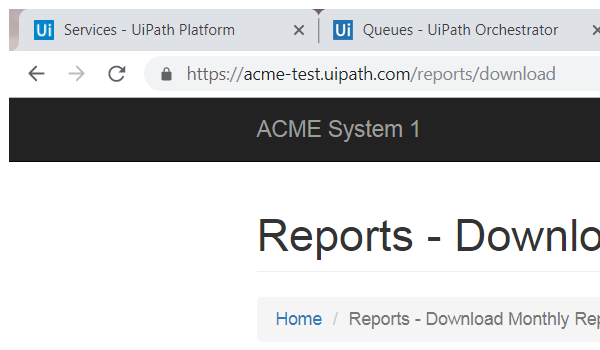 Ui Services - UiPath Platform Ui Queues - UiPath Orchestrator
https://acme-test.uipath.com/reports/download
ACME System 1
Reports - Downlo
Home / Reports - Download Monthly Rep